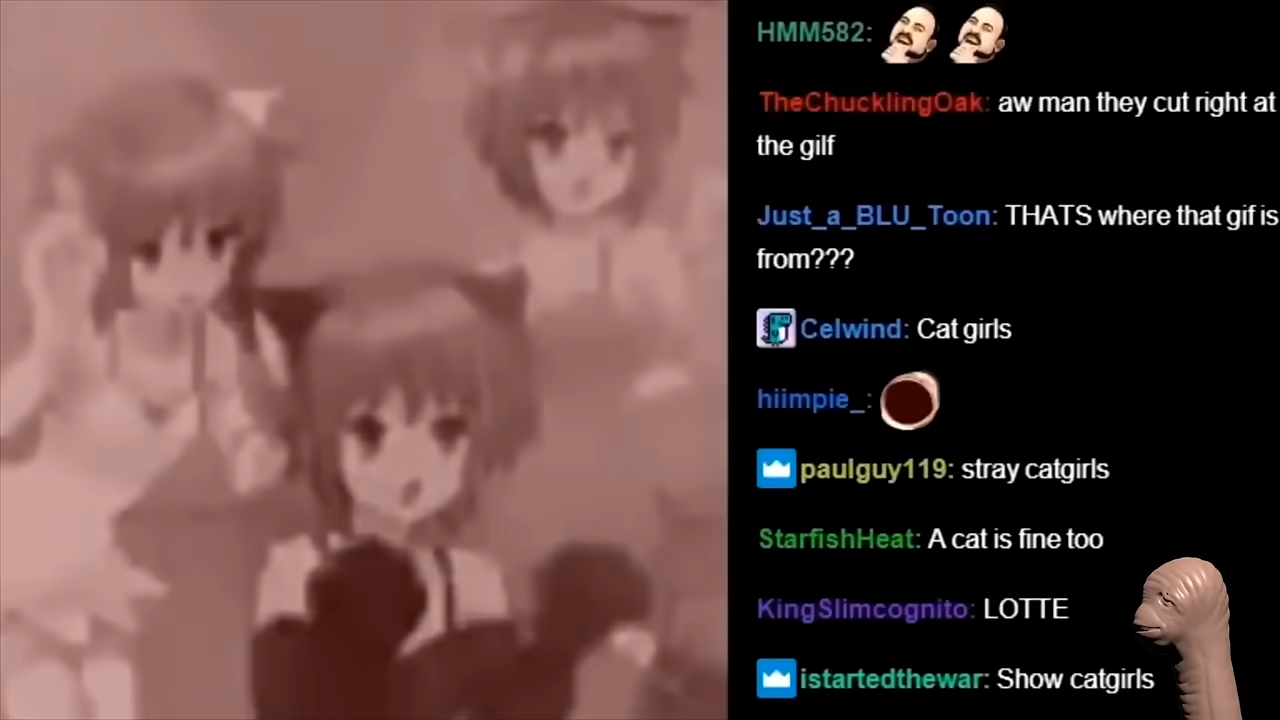 HMM582:
TheChucklingOak: aw man they cut right at
the gilf
Just_a_BLU_Toon: THATS where that gif is
from???
Celwind: Cat girls
hiimpie_:
paulguy119: stray catgirls
StarfishHeat: A cat is fine too
KingSlimcognito: LOTTE
istartedthewar: Show catgirls